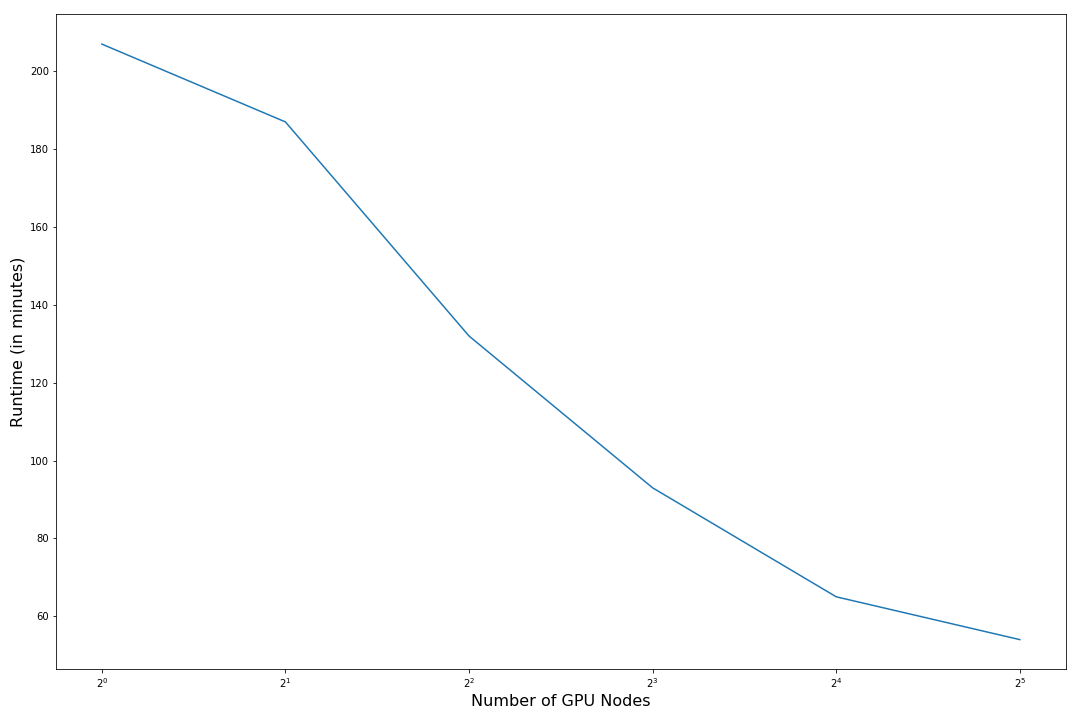 200
180
160
140
120
100
80
60
Runtime (in minutes)
2⁰ 2¹ 2² 2³ 2⁴ 2⁵
Number of GPU Nodes